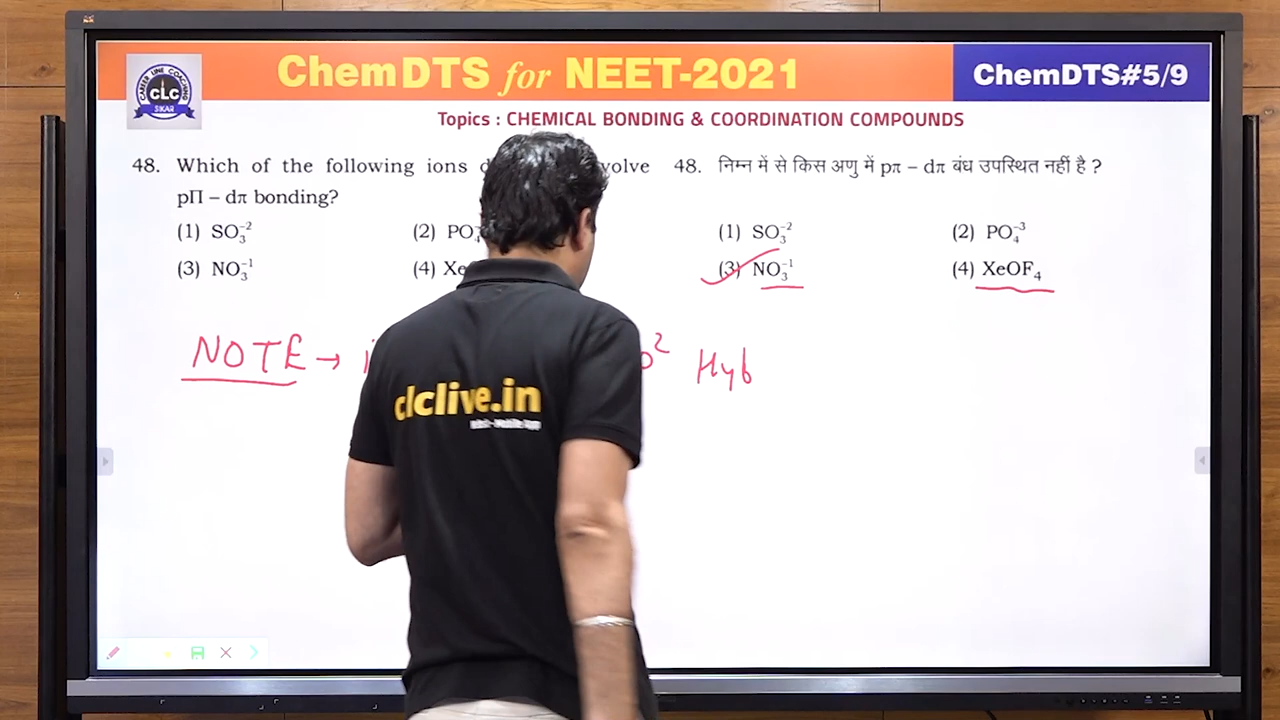 ChemDTS for NEET-2021
ChemDTS#5/9
CLC
SIKAR
Topics : CHEMICAL BONDING & COORDINATION COMPOUNDS
48. Which of the following ions
pΠ – dπ bonding?
(1) SO₃⁻²
(2) PO
(3) NO₃⁻¹
(4) Xe
48. निम्न में से किस अणु में pπ – dπ बंध उपस्थित नहीं है ?
(1) SO₃⁻²
(2) PO₄⁻³
(3) NO₃⁻¹
(4) XeOF₄
NOTE → Hyb
clclive.in